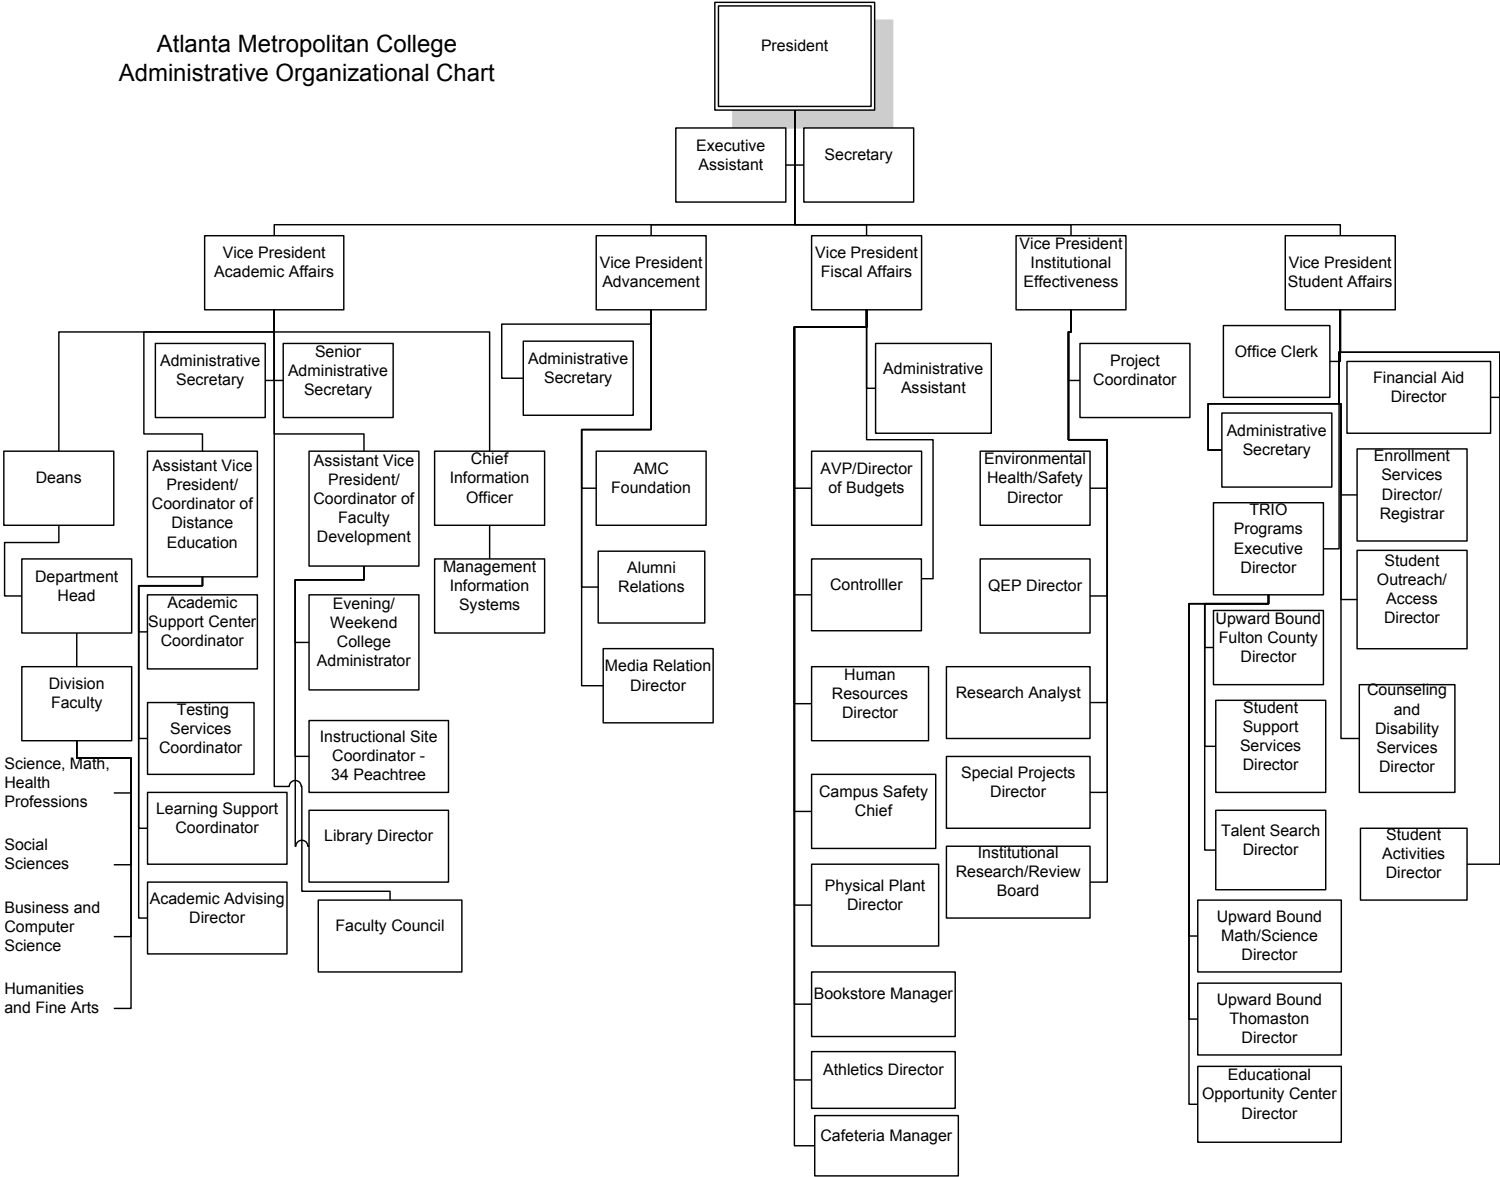 Atlanta Metropolitan College
Administrative Organizational Chart
President
Executive
Assistant
Secretary
Vice President
Academic Affairs
Vice President
Advancement
Vice President
Fiscal Affairs
Vice President
Institutional
Effectiveness
Vice President
Student Affairs
Administrative
Secretary
Senior
Administrative
Secretary
Deans
Department
Head
Division
Faculty
Science, Math,
Health
Professions
Social
Sciences
Business and
Computer
Science
Humanities
and Fine Arts
Assistant Vice
President/
Coordinator of
Distance
Education
Academic
Support Center
Coordinator
Testing
Services
Coordinator
Learning Support
Coordinator
Academic Advising
Director
Assistant Vice
President/
Coordinator of
Faculty
Development
Evening/
Weekend
College
Administrator
Instructional Site
Coordinator -
34 Peachtree
Library Director
Faculty Council
Chief
Information
Officer
Management
Information
Systems
Administrative
Secretary
AMC
Foundation
Alumni
Relations
Media Relation
Director
Administrative
Assistant
AVP/Director
of Budgets
Controlller
Human
Resources
Director
Campus Safety
Chief
Physical Plant
Director
Bookstore Manager
Athletics Director
Cafeteria Manager
Project
Coordinator
Environmental
Health/Safety
Director
QEP Director
Research Analyst
Special Projects
Director
Institutional
Research/Review
Board
Office Clerk
Administrative
Secretary
TRIO
Programs
Executive
Director
Upward Bound
Fulton County
Director
Student
Support
Services
Director
Talent Search
Director
Upward Bound
Math/Science
Director
Upward Bound
Thomaston
Director
Educational
Opportunity Center
Director
Financial Aid
Director
Enrollment
Services
Director/
Registrar
Student
Outreach/
Access
Director
Counseling
and
Disability
Services
Director
Student
Activities
Director